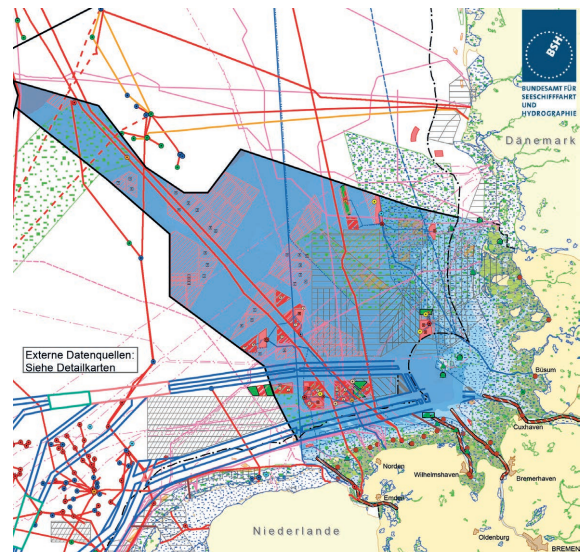 BSH
BUNDESAMT FÜR
SEESCHIFFFAHRT
UND
HYDROGRAPHIE
Dänemark
Externe Datenquellen:
Siehe Detailkarten
Büsum
Cuxhaven
Norden
Wilhelmshaven
Bremerhaven
Emden
Oldenburg
BREMEN
Niederlande